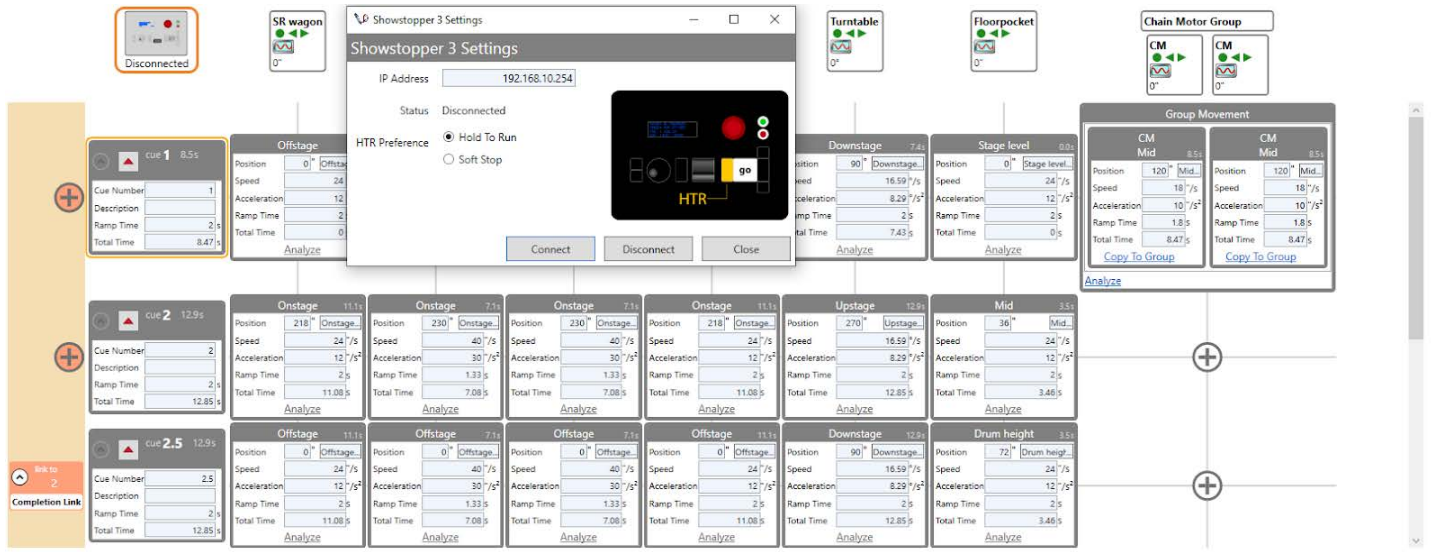 Disconnected
SR wagon
0"
Showstopper 3 Settings
Showstopper 3 Settings
IP Address 192.168.10.254
Status Disconnected
HTR Preference Hold To Run
Soft Stop
go
HTR
Connect Disconnect Close
Turntable
0°
Floorpocket
0"
Chain Motor Group
CM
0"
CM
0"
cue 1 8.5s
Cue Number 1
Description
Ramp Time 2 s
Total Time 8.47 s
Offstage
Position 0 "
Speed 24
Acceleration 12
Ramp Time 2
Total Time 0
Analyze
Downstage 7.4s
90 ° Downstage...
16.59 °/s
8.29 °/s²
2 s
7.43 s
Analyze
Stage level 0.0s
Position 0 " Stage level...
Speed 24 "/s
Acceleration 12 "/s²
Ramp Time 2 s
Total Time 0 s
Analyze
Group Movement
CM
Mid 8.5s
Position 120 " Mid...
Speed 18 "/s
Acceleration 10 "/s²
Ramp Time 1.8 s
Total Time 8.47 s
Copy To Group
CM
Mid 8.5s
Position 120 " Mid...
Speed 18 "/s
Acceleration 10 "/s²
Ramp Time 1.8 s
Total Time 8.47 s
Copy To Group
Analyze
cue 2 12.9s
Cue Number 2
Description
Ramp Time 2 s
Total Time 12.85 s
Onstage 11.1s
Position 218 " Onstage...
Speed 24 "/s
Acceleration 12 "/s²
Ramp Time 2 s
Total Time 11.08 s
Analyze
Onstage 7.1s
Position 230 " Onstage...
Speed 40 "/s
Acceleration 30 "/s²
Ramp Time 1.33 s
Total Time 7.08 s
Analyze
Onstage 7.1s
Position 230 " Onstage...
Speed 40 "/s
Acceleration 30 "/s²
Ramp Time 1.33 s
Total Time 7.08 s
Analyze
Onstage 11.1s
Position 218 " Onstage...
Speed 24 "/s
Acceleration 12 "/s²
Ramp Time 2 s
Total Time 11.08 s
Analyze
Upstage 12.9s
Position 270 ° Upstage...
Speed 16.59 °/s
Acceleration 8.29 °/s²
Ramp Time 2 s
Total Time 12.85 s
Analyze
Mid 3.5s
Position 36 " Mid...
Speed 24 "/s
Acceleration 12 "/s²
Ramp Time 2 s
Total Time 3.46 s
Analyze
link to
2
Completion Link
cue 2.5 12.9s
Cue Number 2.5
Description
Ramp Time 2 s
Total Time 12.85 s
Offstage 11.1s
Position 0 " Offstage...
Speed 24 "/s
Acceleration 12 "/s²
Ramp Time 2 s
Total Time 11.08 s
Analyze
Offstage 7.1s
Position 0 " Offstage...
Speed 40 "/s
Acceleration 30 "/s²
Ramp Time 1.33 s
Total Time 7.08 s
Analyze
Offstage 7.1s
Position 0 " Offstage...
Speed 40 "/s
Acceleration 30 "/s²
Ramp Time 1.33 s
Total Time 7.08 s
Analyze
Offstage 11.1s
Position 0 " Offstage...
Speed 24 "/s
Acceleration 12 "/s²
Ramp Time 2 s
Total Time 11.08 s
Analyze
Downstage 12.9s
Position 90 ° Downstage...
Speed 16.59 °/s
Acceleration 8.29 °/s²
Ramp Time 2 s
Total Time 12.85 s
Analyze
Drum height 3.5s
Position 72 " Drum heigt...
Speed 24 "/s
Acceleration 12 "/s²
Ramp Time 2 s
Total Time 3.46 s
Analyze